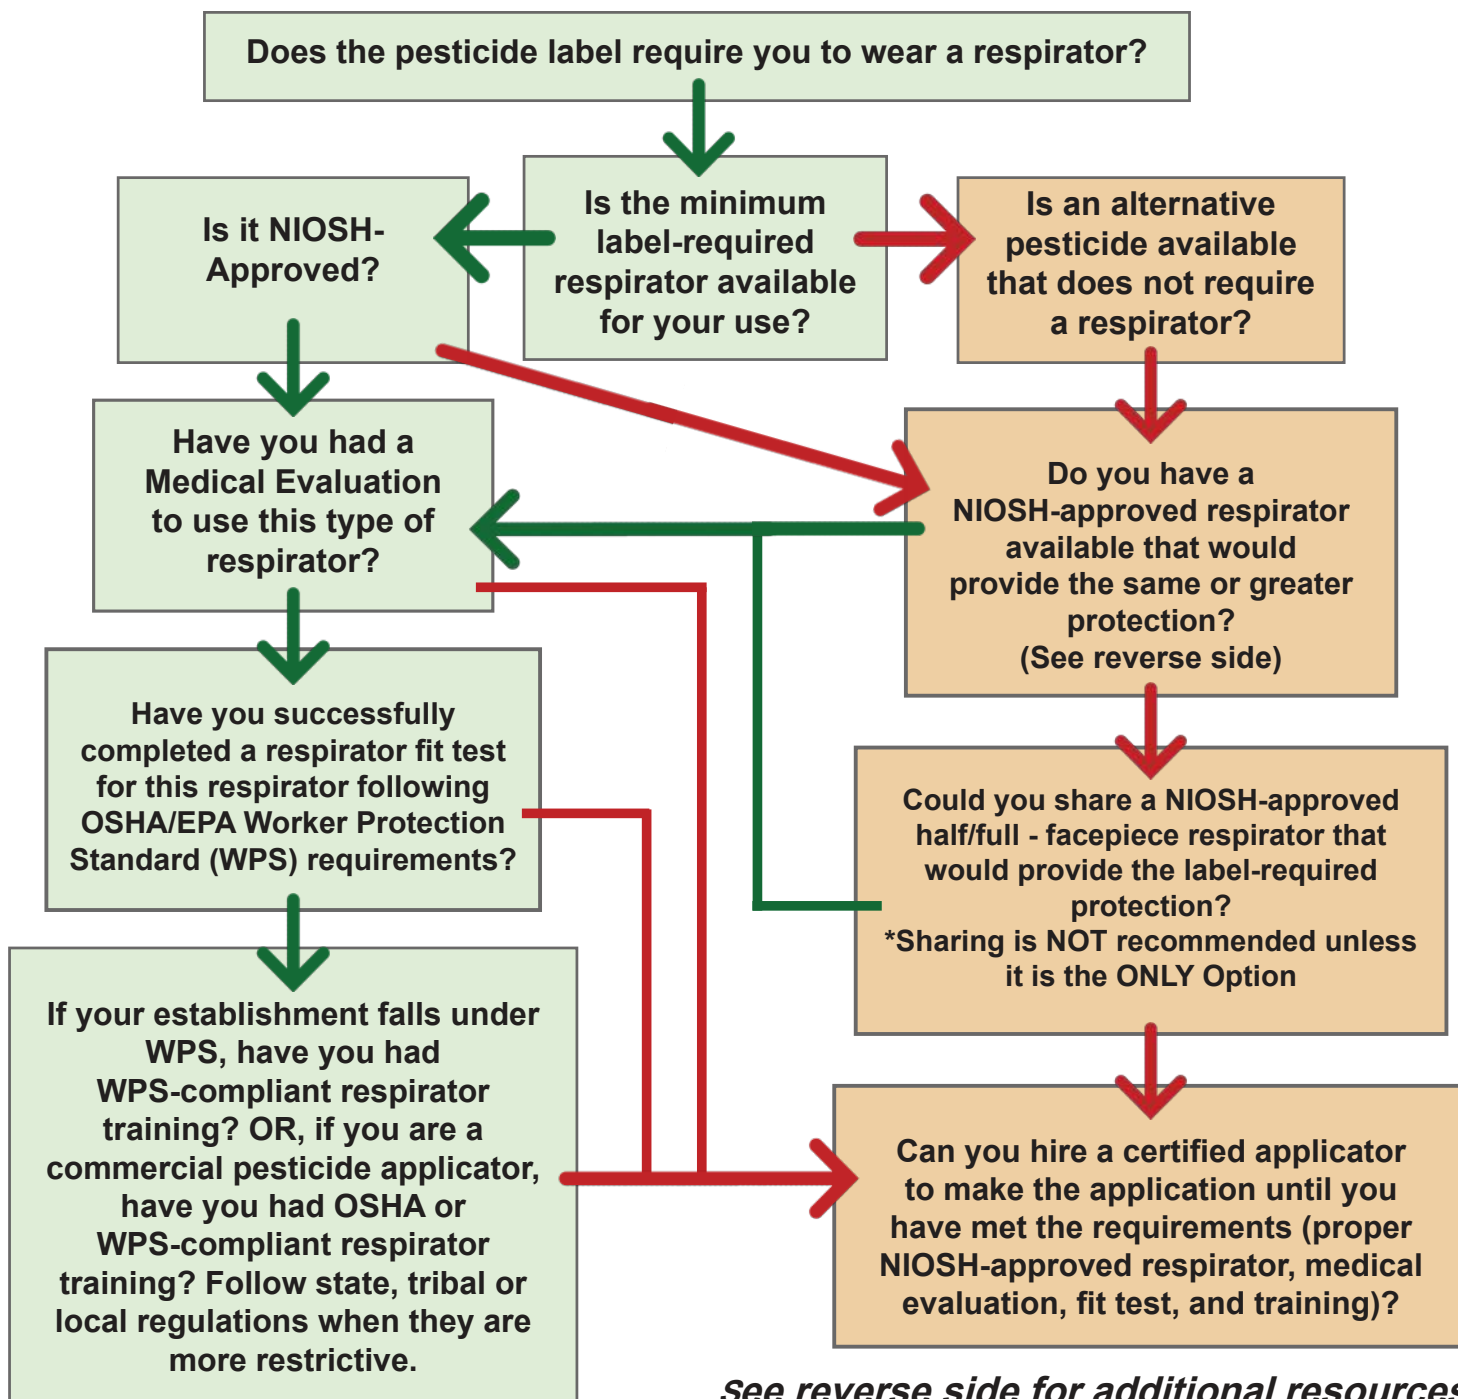 Does the pesticide label require you to wear a respirator?
Is it NIOSH-
Approved?
Is the minimum
label-required
respirator available
for your use?
Is an alternative
pesticide available
that does not require
a respirator?
Have you had a
Medical Evaluation
to use this type of
respirator?
Do you have a
NIOSH-approved respirator
available that would
provide the same or greater
protection?
(See reverse side)
Have you successfully
completed a respirator fit test
for this respirator following
OSHA/EPA Worker Protection
Standard (WPS) requirements?
Could you share a NIOSH-approved
half/full - facepiece respirator that
would provide the label-required
protection?
*Sharing is NOT recommended unless
it is the ONLY Option
If your establishment falls under
WPS, have you had
WPS-compliant respirator
training? OR, if you are a
commercial pesticide applicator,
have you had OSHA or
WPS-compliant respirator
training? Follow state, tribal or
local regulations when they are
more restrictive.
Can you hire a certified applicator
to make the application until you
have met the requirements (proper
NIOSH-approved respirator, medical
evaluation, fit test, and training)?
See reverse side for additional resources